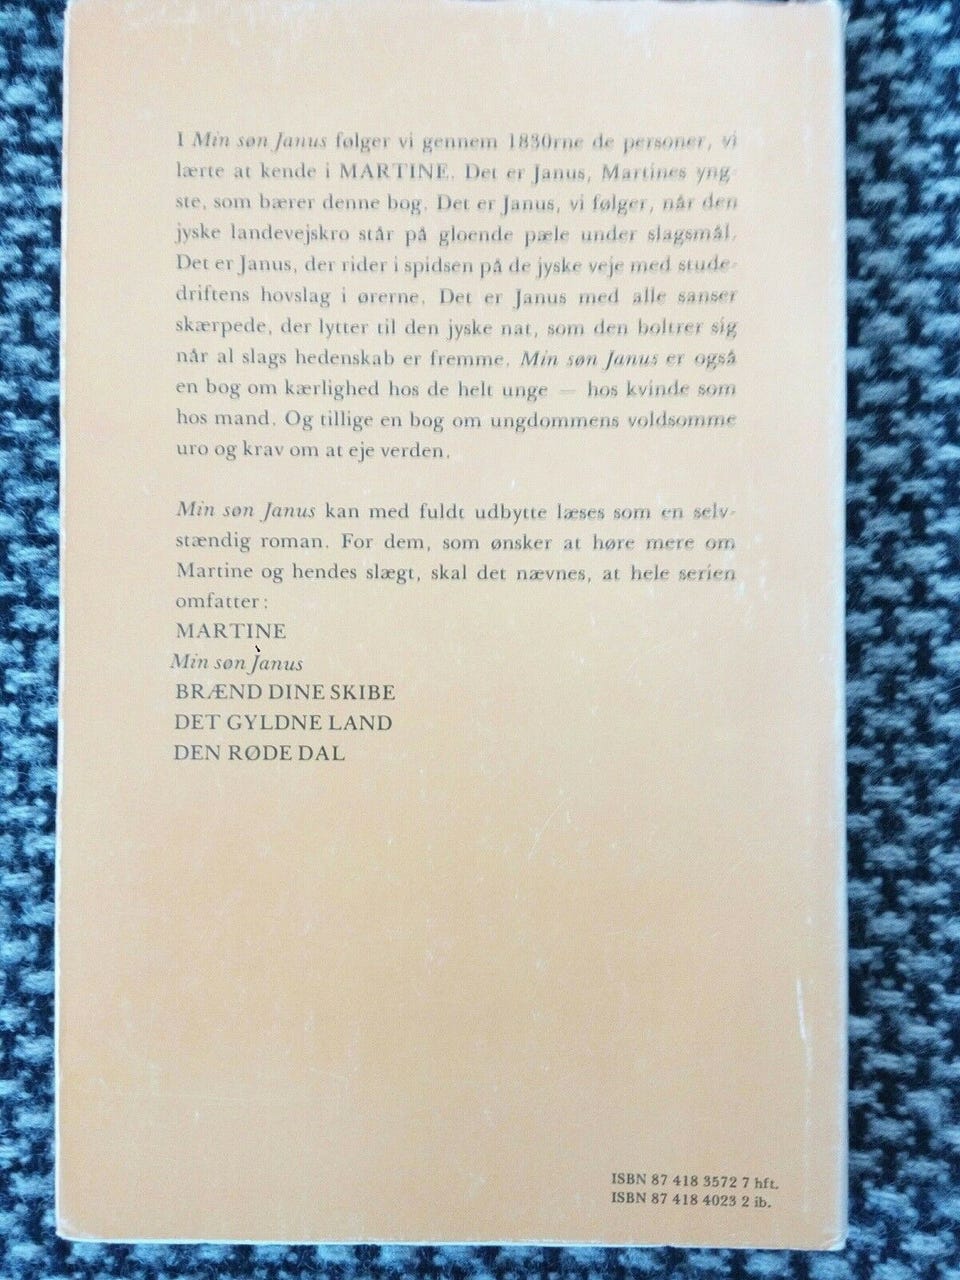 I Min søn Janus følger vi gennem 1830rne de personer, vi
lærte at kende i MARTINE. Det er Janus, Martines yng-
ste, som bærer denne bog. Det er Janus, vi følger, når den
jyske landevejskro står på gloende pæle under slagsmål.
Det er Janus, der rider i spidsen på de jyske veje med stude-
driftens hovslag i ørerne. Det er Janus med alle sanser
skærpede, der lytter til den jyske nat, som den boltrer sig
når al slags hedenskab er fremme. Min søn Janus er også
en bog om kærlighed hos de helt unge — hos kvinde som
hos mand. Og tillige en bog om ungdommens voldsomme
uro og krav om at eje verden.
Min søn Janus kan med fuldt udbytte læses som en selv-
stændig roman. For dem, som ønsker at høre mere om
Martine og hendes slægt, skal det nævnes, at hele serien
omfatter:
MARTINE
Min søn Janus
BRÆND DINE SKIBE
DET GYLDNE LAND
DEN RØDE DAL
ISBN 87 418 3572 7 hft.
ISBN 87 418 4023 2 ib.